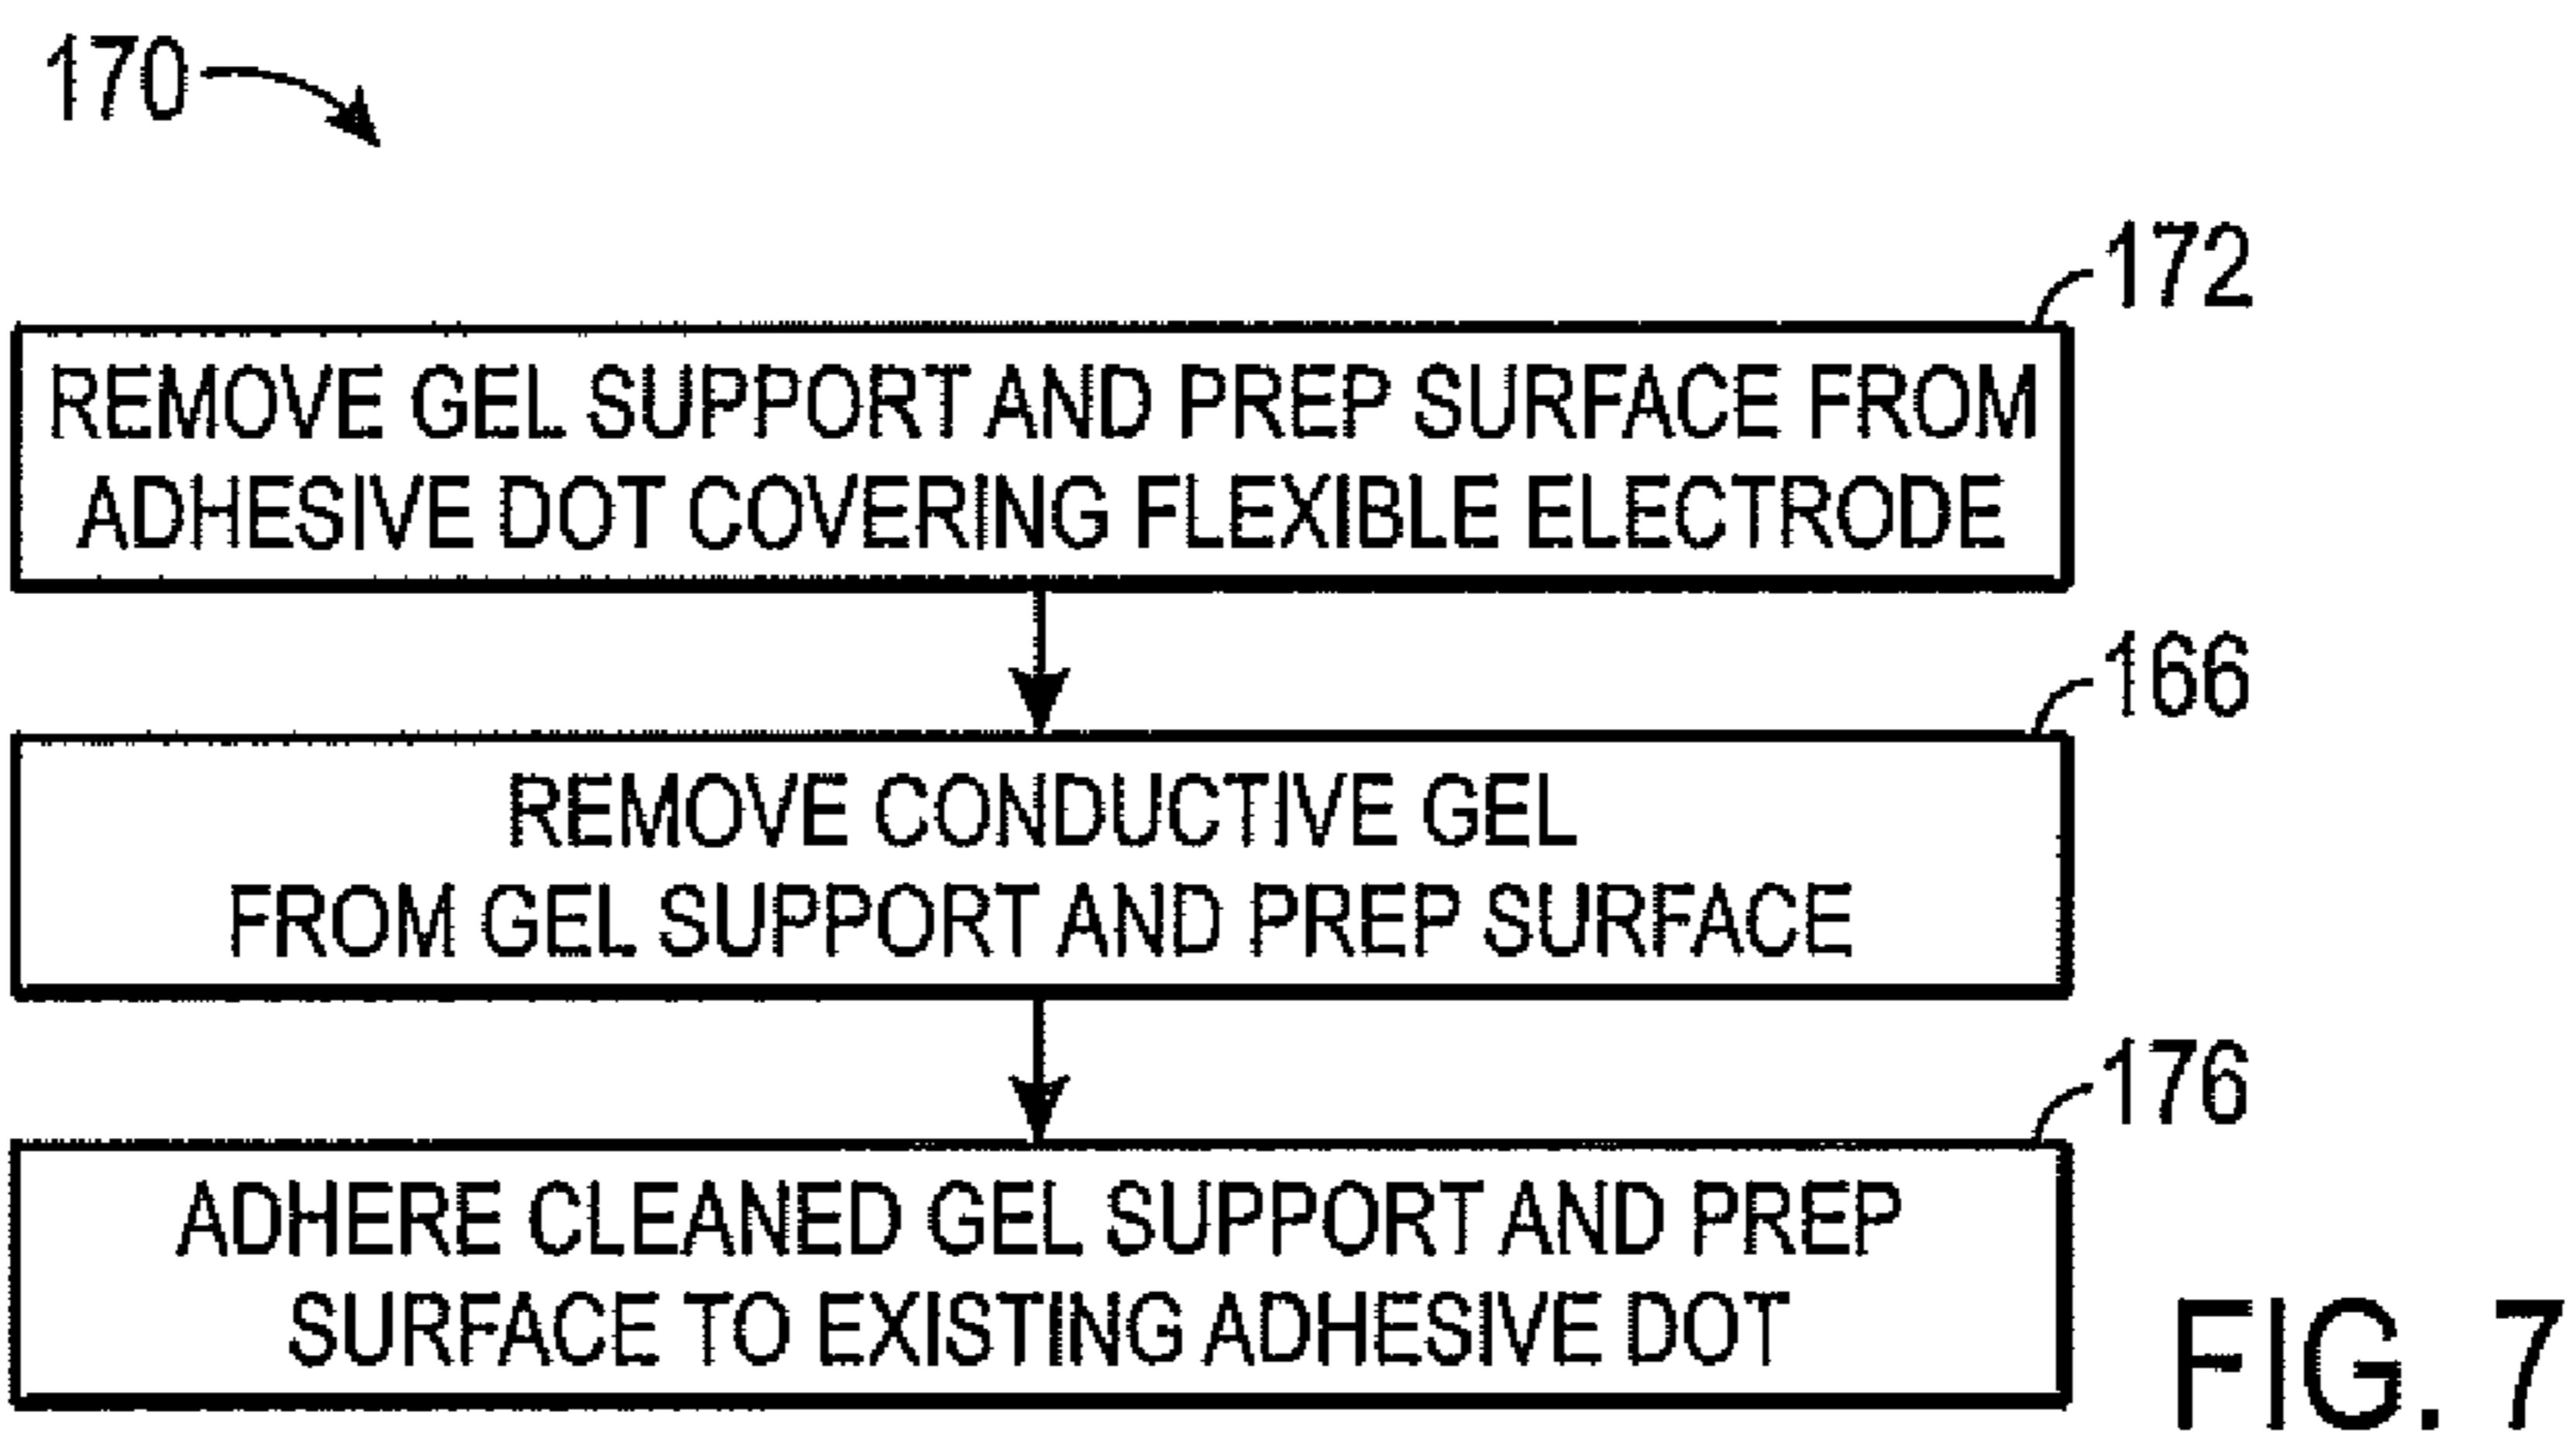 170
172
REMOVE GEL SUPPORT AND PREP SURFACE FROM
ADHESIVE DOT COVERING FLEXIBLE ELECTRODE
166
REMOVE CONDUCTIVE GEL
FROM GEL SUPPORT AND PREP SURFACE
176
ADHERE CLEANED GEL SUPPORT AND PREP
SURFACE TO EXISTING ADHESIVE DOT
FIG. 7